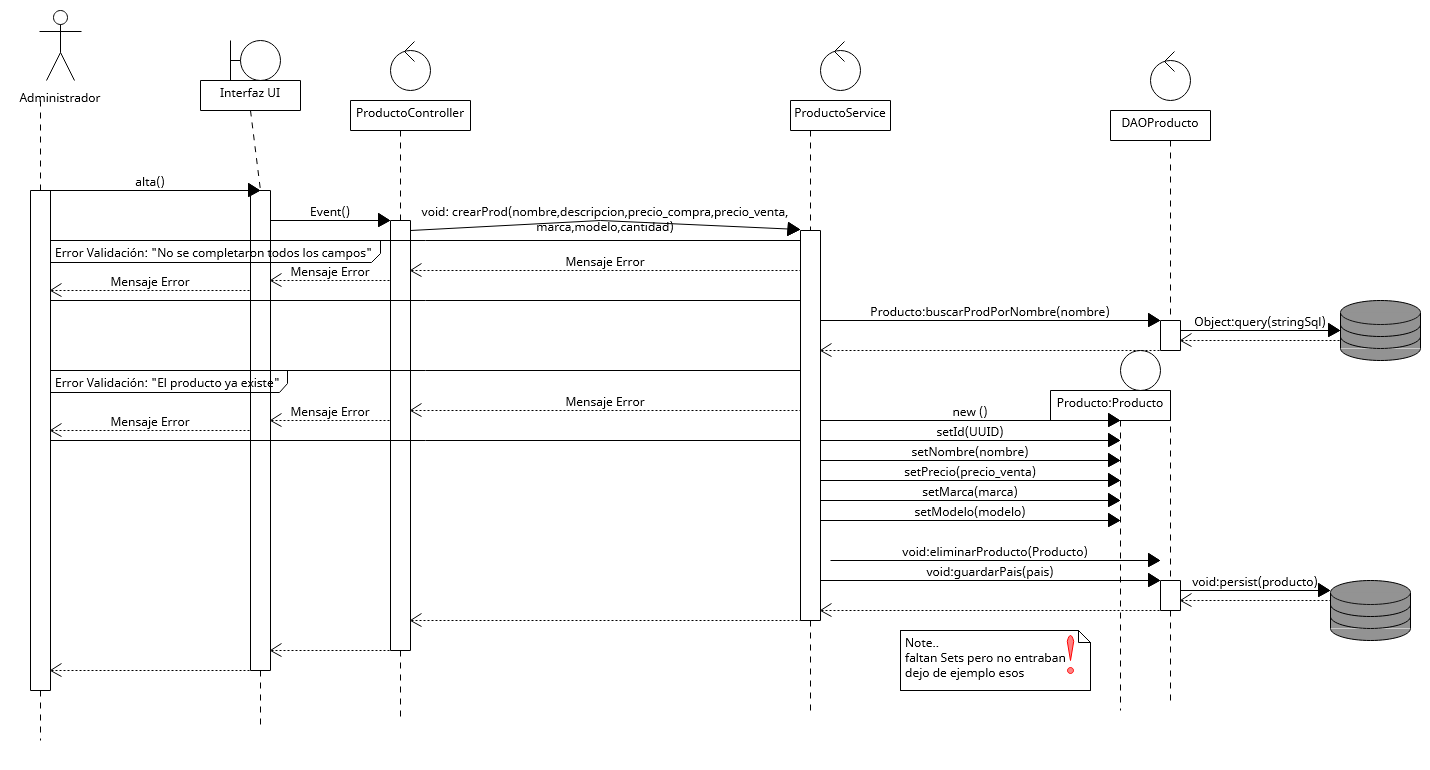 Administrador
Interfaz UI
ProductoController
ProductoService
DAOProducto
alta()
Event()
void: crearProd(nombre,descripcion,precio_compra,precio_venta,
marca,modelo,cantidad)
Error Validación: "No se completaron todos los campos"
Mensaje Error
Mensaje Error
Mensaje Error
Producto:buscarProdPorNombre(nombre)
Object:query(stringSql)
Error Validación: "El producto ya existe"
Mensaje Error
Mensaje Error
Mensaje Error
Producto:Producto
new ()
setId(UUID)
setNombre(nombre)
setPrecio(precio_venta)
setMarca(marca)
setModelo(modelo)
void:eliminarProducto(Producto)
void:guardarPais(pais)
void:persist(producto)
Note..
faltan Sets pero no entraban
dejo de ejemplo esos